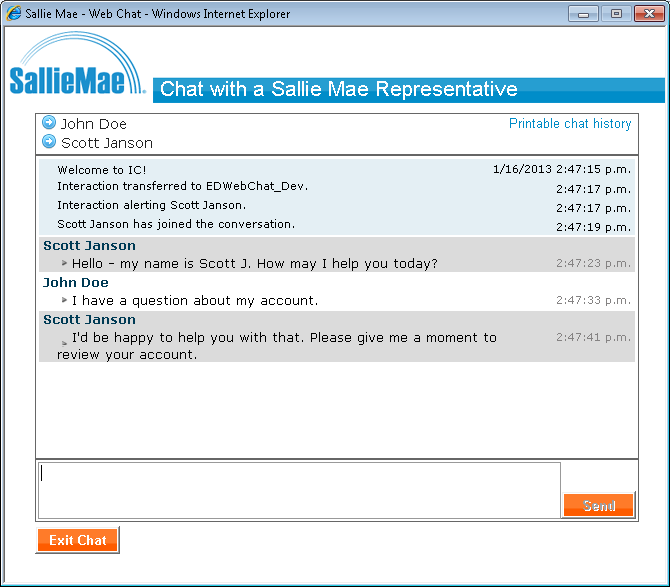 Sallie Mae - Web Chat - Windows Internet Explorer
SallieMae
Chat with a Sallie Mae Representative
John Doe
Printable chat history
Scott Janson
Welcome to IC! 1/16/2013 2:47:15 p.m.
Interaction transferred to EDWebChat_Dev. 2:47:17 p.m.
Interaction alerting Scott Janson. 2:47:17 p.m.
Scott Janson has joined the conversation. 2:47:19 p.m.
Scott Janson
Hello - my name is Scott J. How may I help you today? 2:47:23 p.m.
John Doe
I have a question about my account. 2:47:33 p.m.
Scott Janson
I'd be happy to help you with that. Please give me a moment to 2:47:41 p.m.
review your account.
Send
Exit Chat